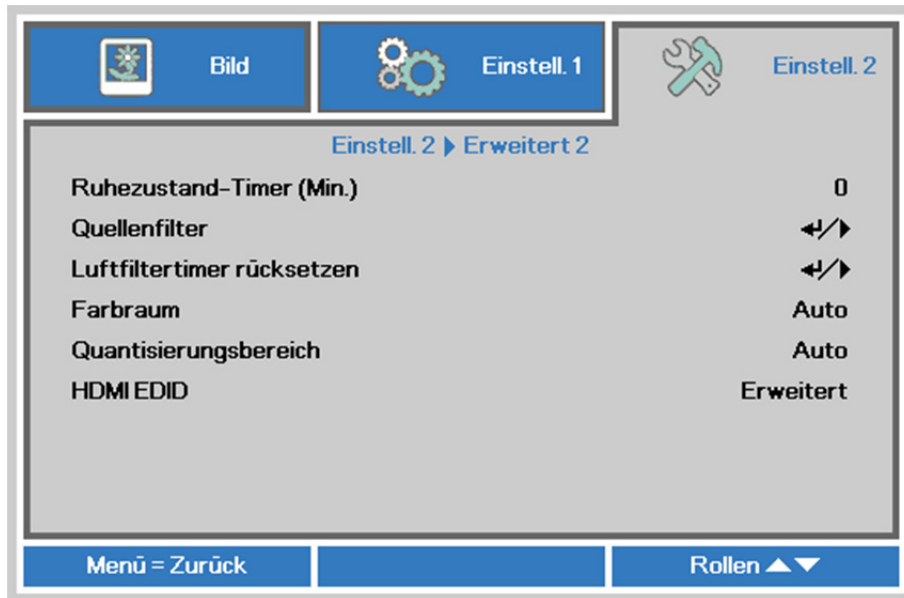 Bild
Einstell. 1
Einstell. 2
Einstell. 2 ▶ Erweitert 2
Ruhezustand-Timer (Min.) 0
Quellenfilter ↵/▶
Luftfiltertimer rücksetzen ↵/▶
Farbraum Auto
Quantisierungsbereich Auto
HDMI EDID Erweitert
Menü = Zurück Rollen ▲▼